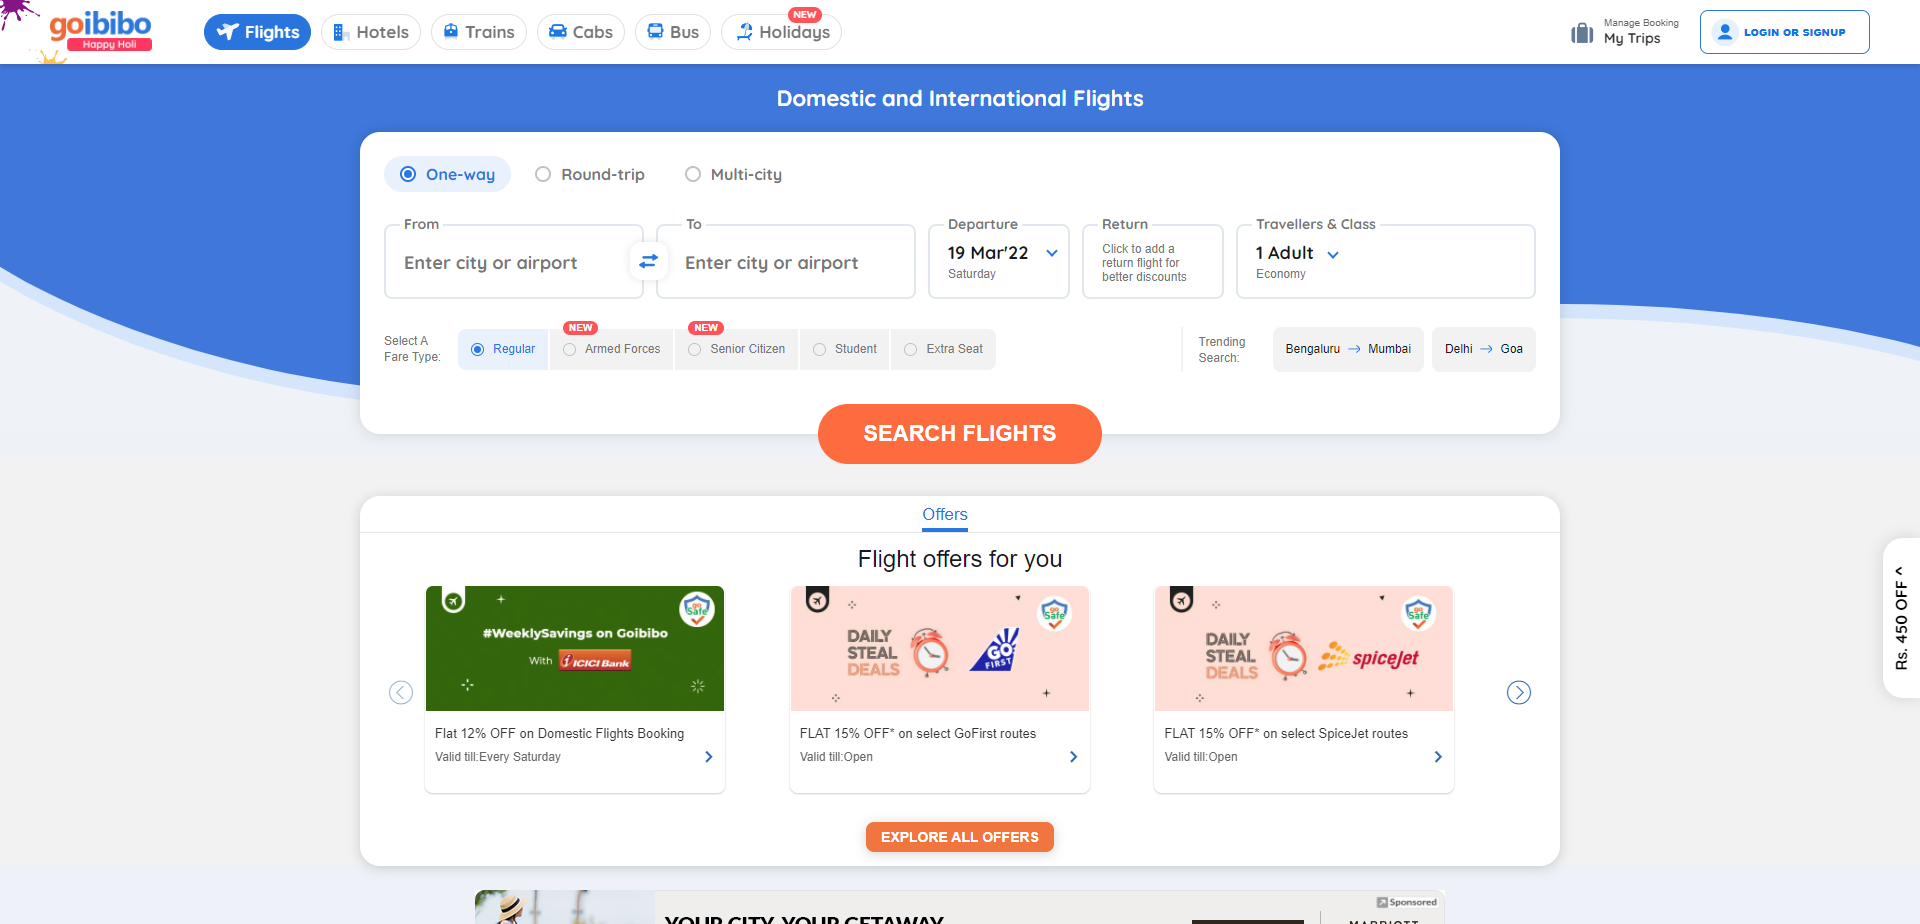 goibibo
Happy Holi
Flights
Hotels
Trains
Cabs
Bus
NEW
Holidays
Manage Booking
My Trips
LOGIN OR SIGNUP
Domestic and International Flights
One-way
Round-trip
Multi-city
From
Enter city or airport
To
Enter city or airport
Departure
19 Mar'22
Saturday
Return
Click to add a
return flight for
better discounts
Travellers & Class
1 Adult
Economy
Select A
Fare Type:
Regular
NEW
Armed Forces
NEW
Senior Citizen
Student
Extra Seat
Trending
Search:
Bengaluru → Mumbai
Delhi → Goa
SEARCH FLIGHTS
Offers
Flight offers for you
go Safe
#WeeklySavings on Goibibo
With ICICI Bank
Flat 12% OFF on Domestic Flights Booking
Valid till:Every Saturday
go Safe
DAILY
STEAL
DEALS
GO
FIRST
FLAT 15% OFF* on select GoFirst routes
Valid till:Open
go Safe
DAILY
STEAL
DEALS
spiceJet
FLAT 15% OFF* on select SpiceJet routes
Valid till:Open
Rs. 450 OFF
EXPLORE ALL OFFERS
Sponsored
YOUR CITY, YOUR GETAWAY
MARRIOTT